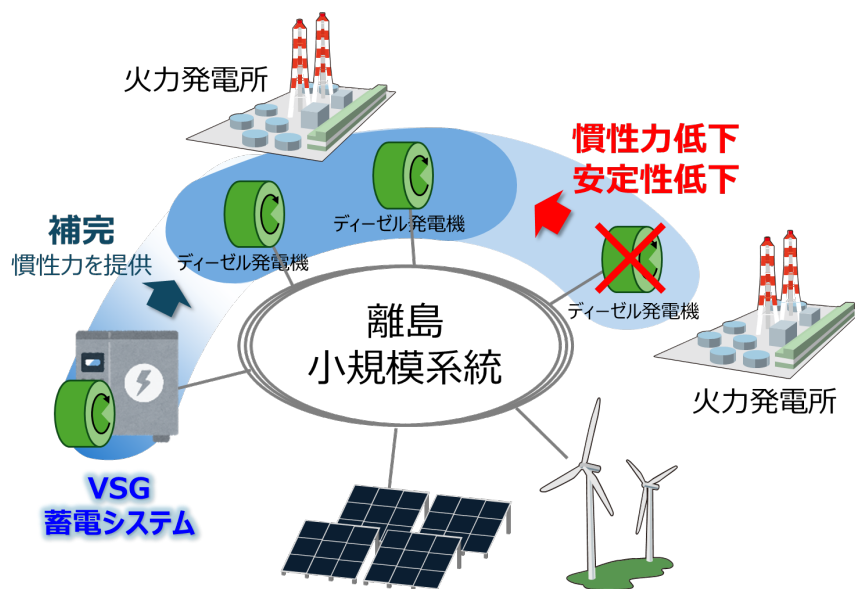 火力発電所
慣性力低下
安定性低下
補完
慣性力を提供
ディーゼル発電機
ディーゼル発電機
ディーゼル発電機
離島
小規模系統
火力発電所
VSG
蓄電システム